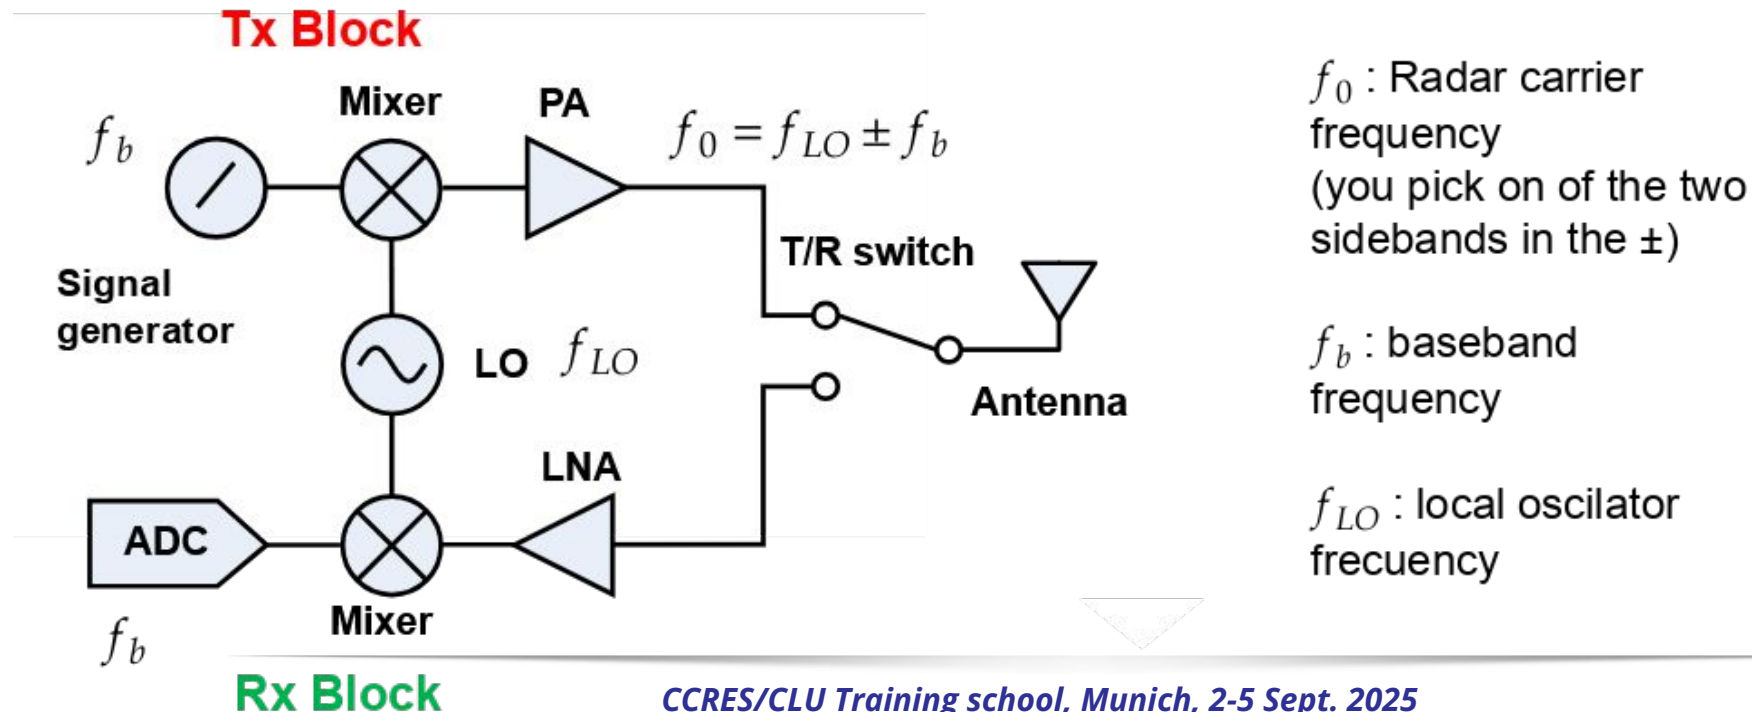 Tx Block
Mixer
PA
f_b
f_0 = f_LO ± f_b
T/R switch
Signal
generator
LO f_LO
Antenna
LNA
ADC
Mixer
f_b
Rx Block
f_0 : Radar carrier
frequency
(you pick on of the two
sidebands in the ±)
f_b : baseband
frequency
f_LO : local oscilator
frecuency
CCRES/CLU Training school, Munich, 2-5 Sept. 2025